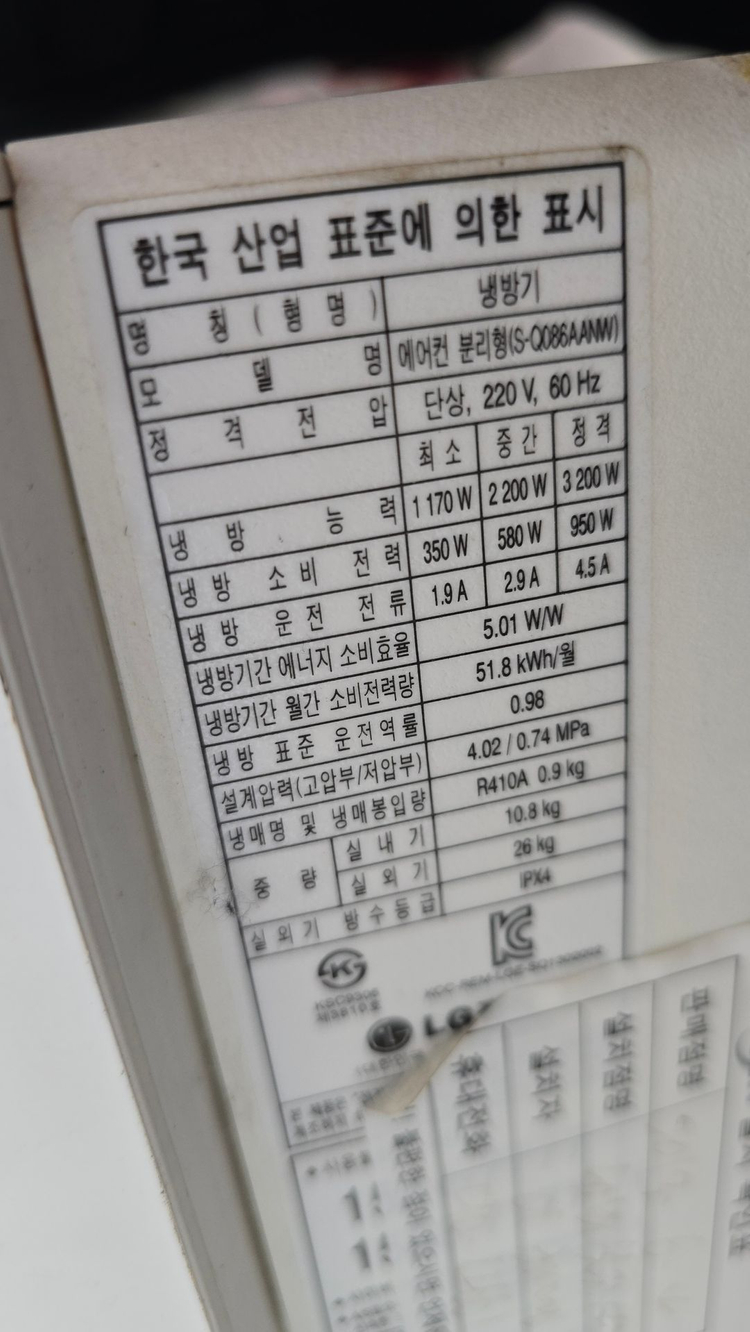 한국 산업 표준에 의한 표시
명 칭 ( 형 명 ) 냉방기
모 델 명 에어컨 분리형(S-Q086AANW)
정 격 전 압 단상, 220 V, 60 Hz
최 소 중 간 정 격
냉 방 능 력 1 170 W 2 200 W 3 200 W
냉 방 소 비 전 력 350 W 580 W 950 W
냉 방 운 전 전 류 1.9 A 2.9 A 4.5 A
냉방기간 에너지 소비효율 5.01 W/W
냉방기간 월간 소비전력량 51.8 kWh/월
냉 방 표준 운 전 역 률 0.98
설계압력(고압부/저압부) 4.02 / 0.74 MPa
냉매명 및 냉매봉입량 R410A 0.9 kg
중 량 실 내 기 10.8 kg
실 외 기 26 kg
실 외 기 방 수 등 급 IPX4
LG
판매점명
설치점명
설치자
휴대전화